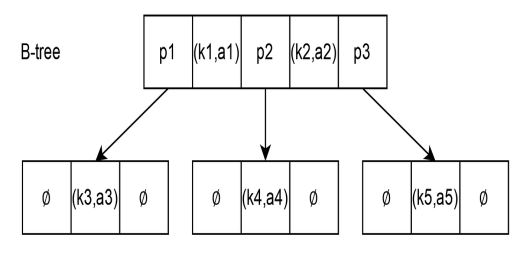 B-tree p1 (k1,a1) p2 (k2,a2) p3
∅ (k3,a3) ∅ ∅ (k4,a4) ∅ ∅ (k5,a5) ∅